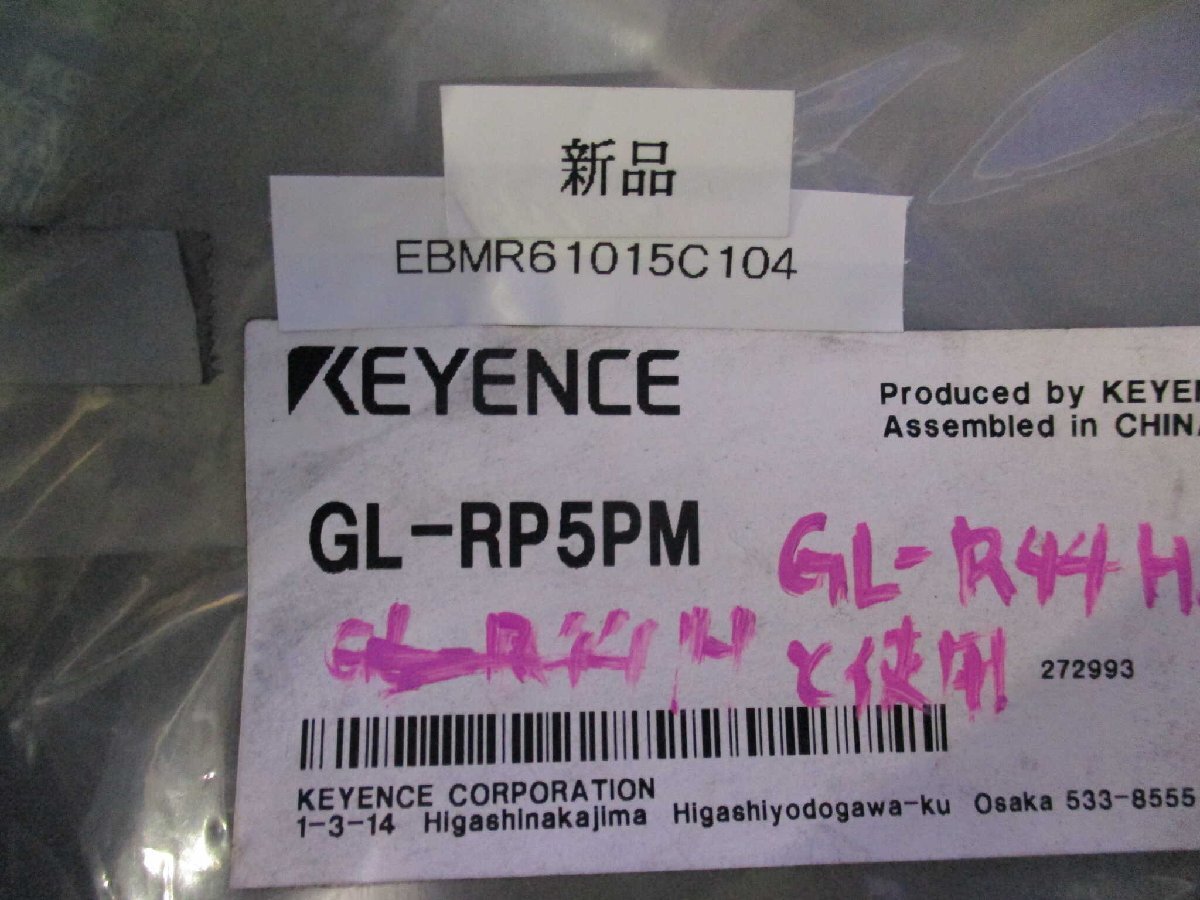 新品
EBMR61015C104
KEYENCE
Produced by KEYEN
Assembled in CHINA
GL-RP5PM
GL-R44H
と使用
272993
KEYENCE CORPORATION
1-3-14 Higashinakajima Higashiyodogawa-ku Osaka 533-8555